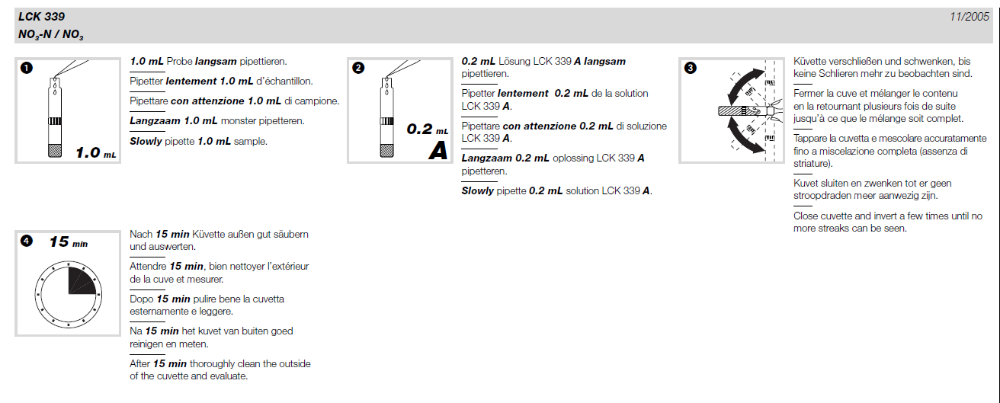 LCK 339
11/2005
NO3-N / NO3
1
1.0 mL
1.0 mL Probe langsam pipettieren.
Pipetter lentement 1.0 mL d'échantillon.
Pipettare con attenzione 1.0 mL di campione.
Langzaam 1.0 mL monster pipetteren.
Slowly pipette 1.0 mL sample.
2
0.2 mL
A
0.2 mL Lösung LCK 339 A langsam
pipettieren.
Pipetter lentement 0.2 mL de la solution
LCK 339 A.
Pipettare con attenzione 0.2 mL di soluzione
LCK 339 A.
Langzaam 0.2 mL oplossing LCK 339 A
pipetteren.
Slowly pipette 0.2 mL solution LCK 339 A.
3
Küvette verschließen und schwenken, bis
keine Schlieren mehr zu beobachten sind.
Fermer la cuve et mélanger le contenu
en la retournant plusieurs fois de suite
jusqu'à ce que le mélange soit complet.
Tappare la cuvetta e mescolare accuratamente
fino a miscelazione completa (assenza di
striature).
Kuvet sluiten en zwenken tot er geen
stroopdraden meer aanwezig zijn.
Close cuvette and invert a few times until no
more streaks can be seen.
4
15 min
Nach 15 min Küvette außen gut säubern
und auswerten.
Attendre 15 min, bien nettoyer l'extérieur
de la cuve et mesurer.
Dopo 15 min pulire bene la cuvetta
esternamente e leggere.
Na 15 min het kuvet van buiten goed
reinigen en meten.
After 15 min thoroughly clean the outside
of the cuvette and evaluate.